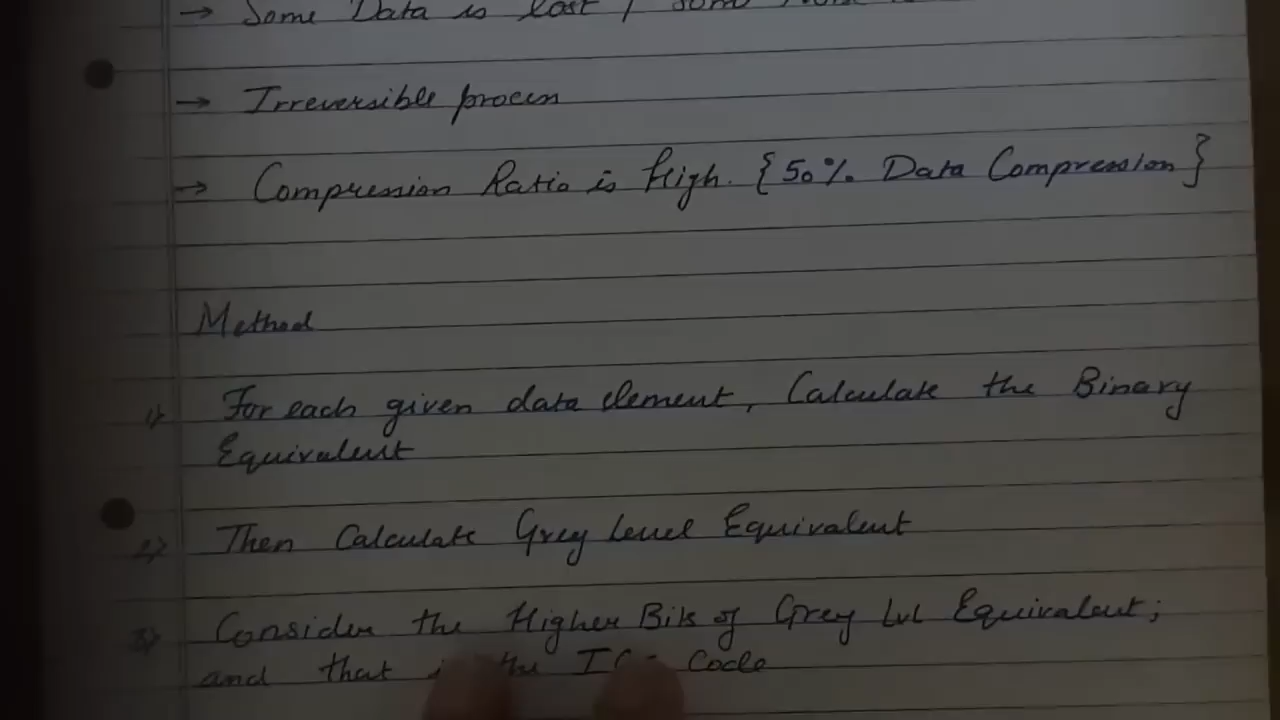 → Some Data is lost /
→ Irreversible process
→ Compression Ratio is High. {50% Data Compression}
Method
1) For each given data element, Calculate the Binary
Equivalent
2) Then Calculate Grey Level Equivalent
3) Consider the Higher Bits of Grey Lvl Equivalent;
and that the Code